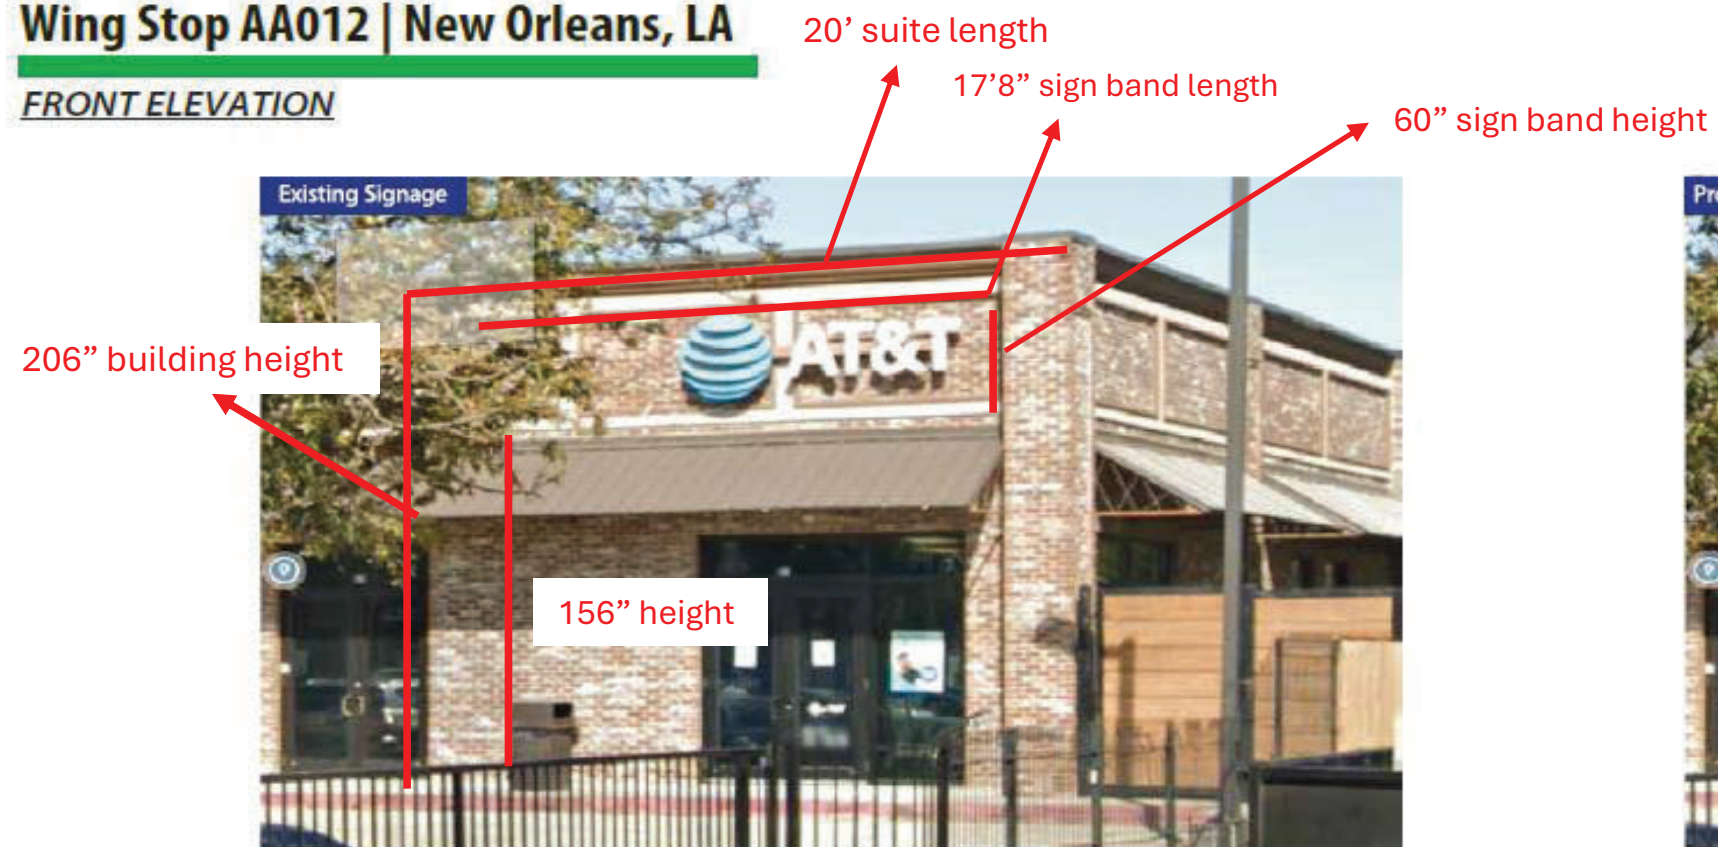 Wing Stop AA012 | New Orleans, LA
20’ suite length
17’8” sign band length
FRONT ELEVATION
60” sign band height
Existing Signage
Pr
AT&T
206” building height
156” height